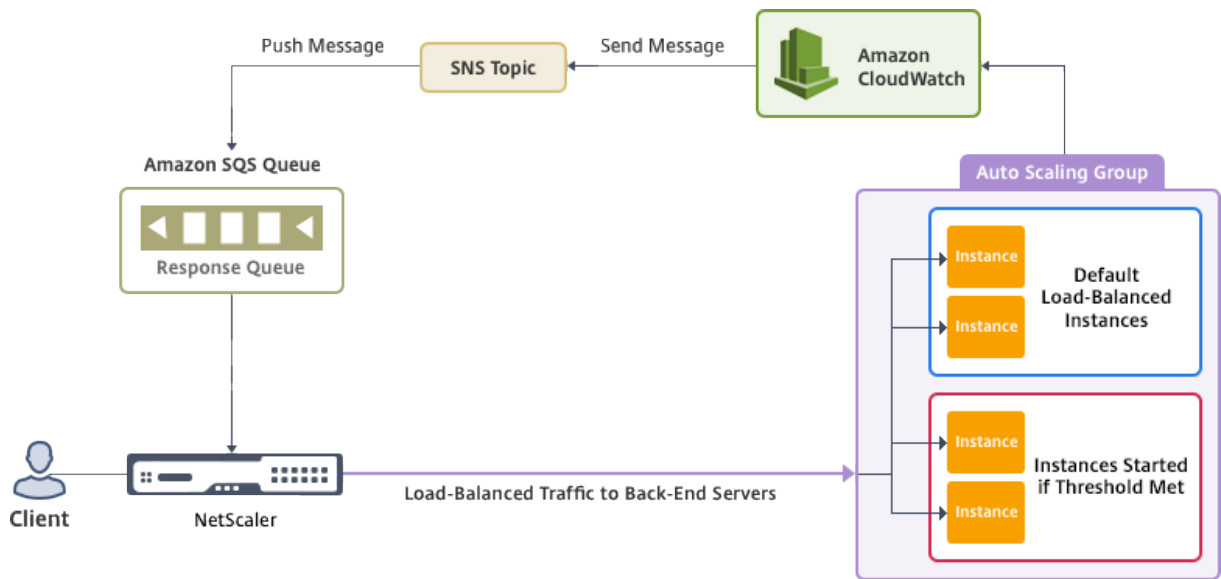 Push Message
SNS Topic
Send Message
Amazon
CloudWatch
Amazon SQS Queue
Response Queue
Auto Scaling Group
Instance
Instance
Default
Load-Balanced
Instances
Instance
Instance
Instances Started
if Threshold Met
Client
NetScaler
Load-Balanced Traffic to Back-End Servers